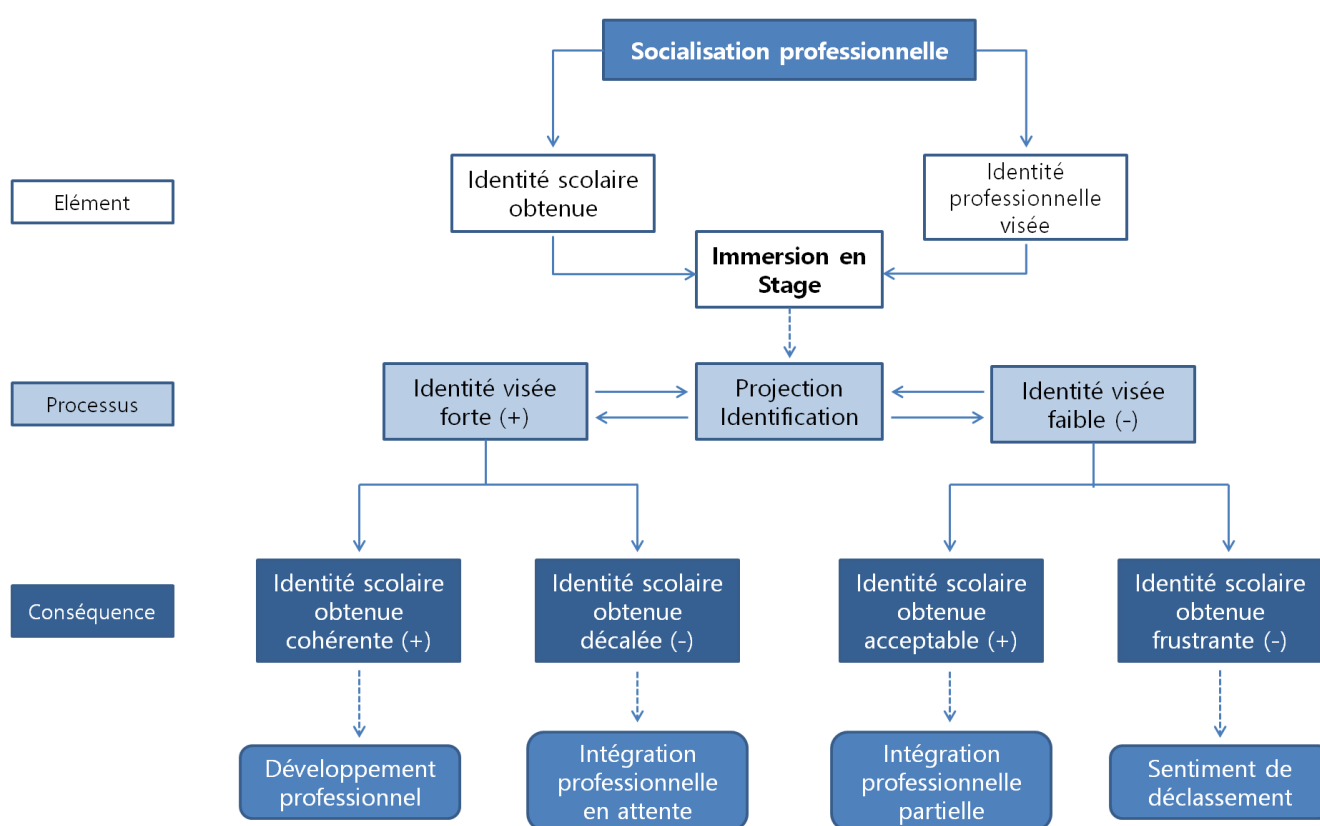 Socialisation professionnelle
Elément
Identité scolaire
obtenue
Identité
professionnelle
visée
Immersion en
Stage
Processus
Identité visée
forte (+)
Projection
Identification
Identité visée
faible (-)
Conséquence
Identité scolaire
obtenue
cohérente (+)
Identité scolaire
obtenue
décalée (-)
Identité scolaire
obtenue
acceptable (+)
Identité scolaire
obtenue
frustrante (-)
Développement
professionnel
Intégration
professionnelle
en attente
Intégration
professionnelle
partielle
Sentiment de
déclassement